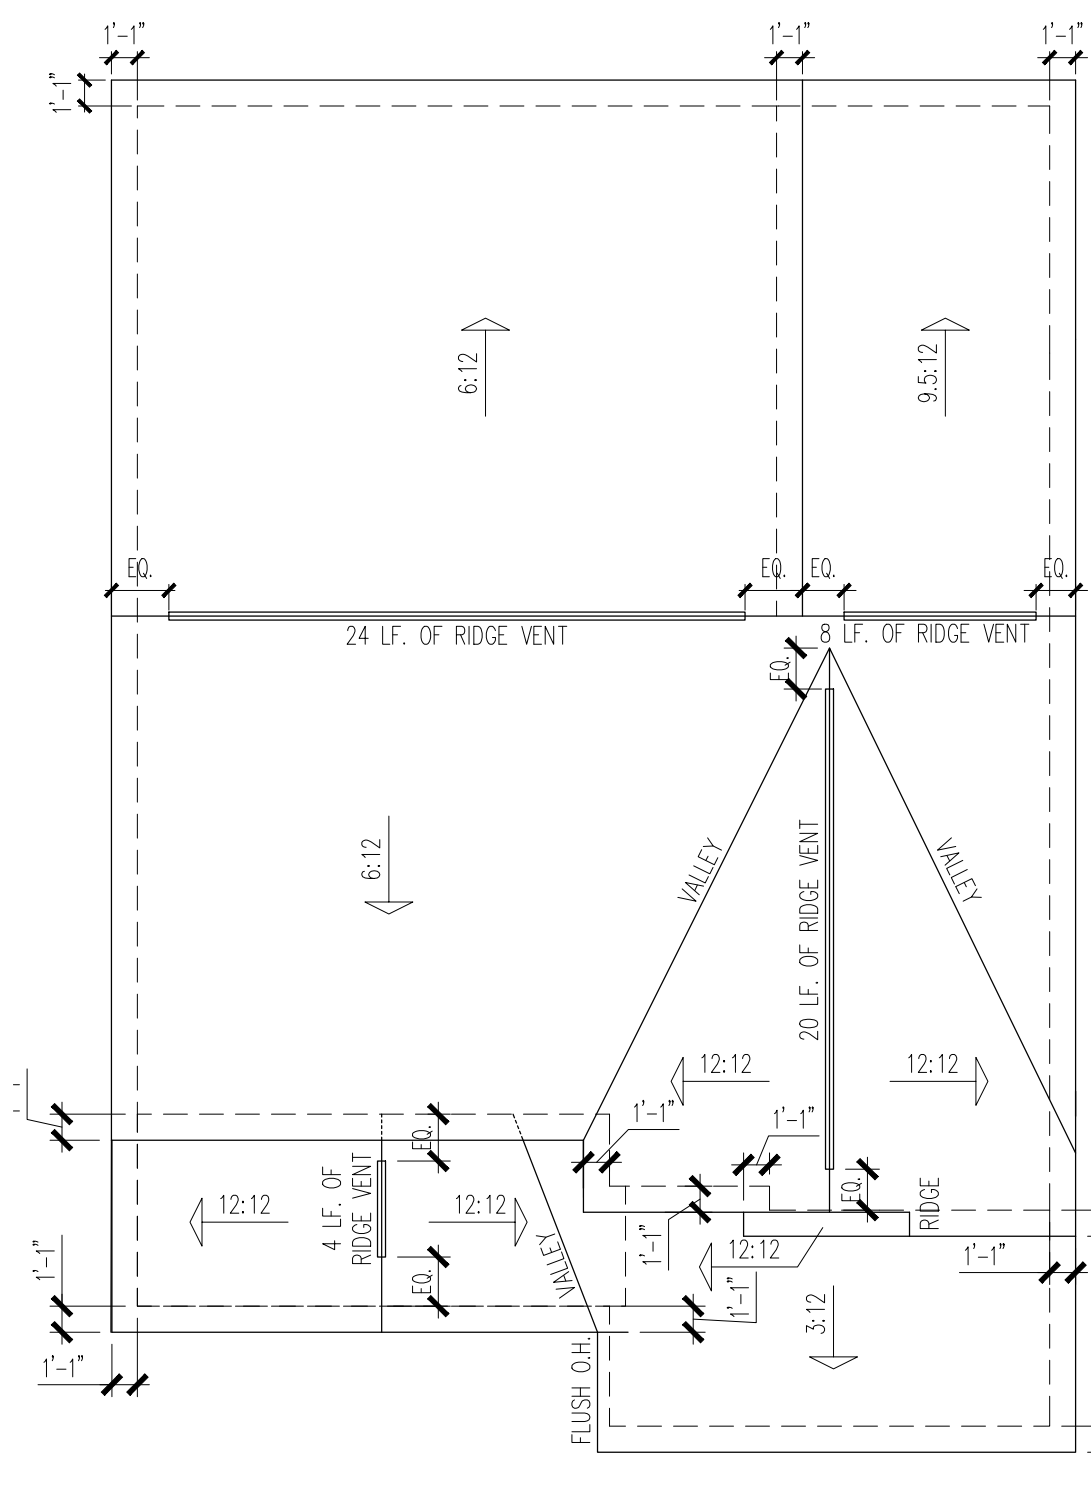 1'-1" 1'-1" 1'-1"
1'-1"
6:12 9.5:12
EQ. EQ. EQ. EQ.
24 LF. OF RIDGE VENT 8 LF. OF RIDGE VENT
EQ.
6:12
VALLEY
20 LF. OF RIDGE VENT
VALLEY
12:12 12:12
1'-1" 1'-1"
EQ.
4 LF. OF
RIDGE VENT
12:12 12:12
EQ.
RIDGE
1'-1"
VALLEY
1'-1"
12:12
1'-1"
EQ.
1'-1"
3:12
1'-1"
FLUSH O.H.